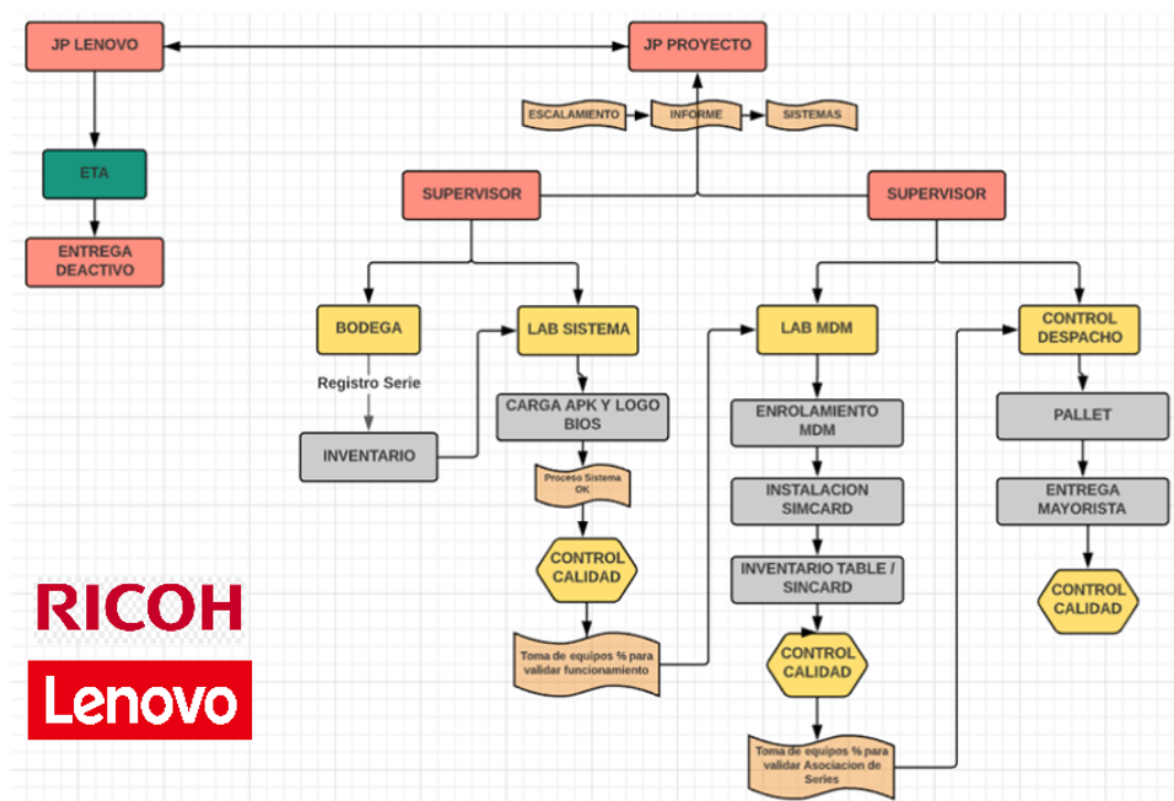 JP LENOVO
JP PROYECTO
ESCALAMIENTO
INFORME
SISTEMAS
ETA
SUPERVISOR
SUPERVISOR
ENTREGA
DEACTIVO
BODEGA
LAB SISTEMA
LAB MDM
CONTROL
DESPACHO
Registro Serie
CARGA APK Y LOGO
BIOS
ENROLAMIENTO
MDM
PALLET
INVENTARIO
Proceso Sistema
OK
INSTALACION
SIMCARD
ENTREGA
MAYORISTA
CONTROL
CALIDAD
INVENTARIO TABLE /
SINCARD
CONTROL
CALIDAD
RICOH
Toma de equipos % para
validar funcionamiento
CONTROL
CALIDAD
Lenovo
Toma de equipos % para
validar Asociacion de
Series